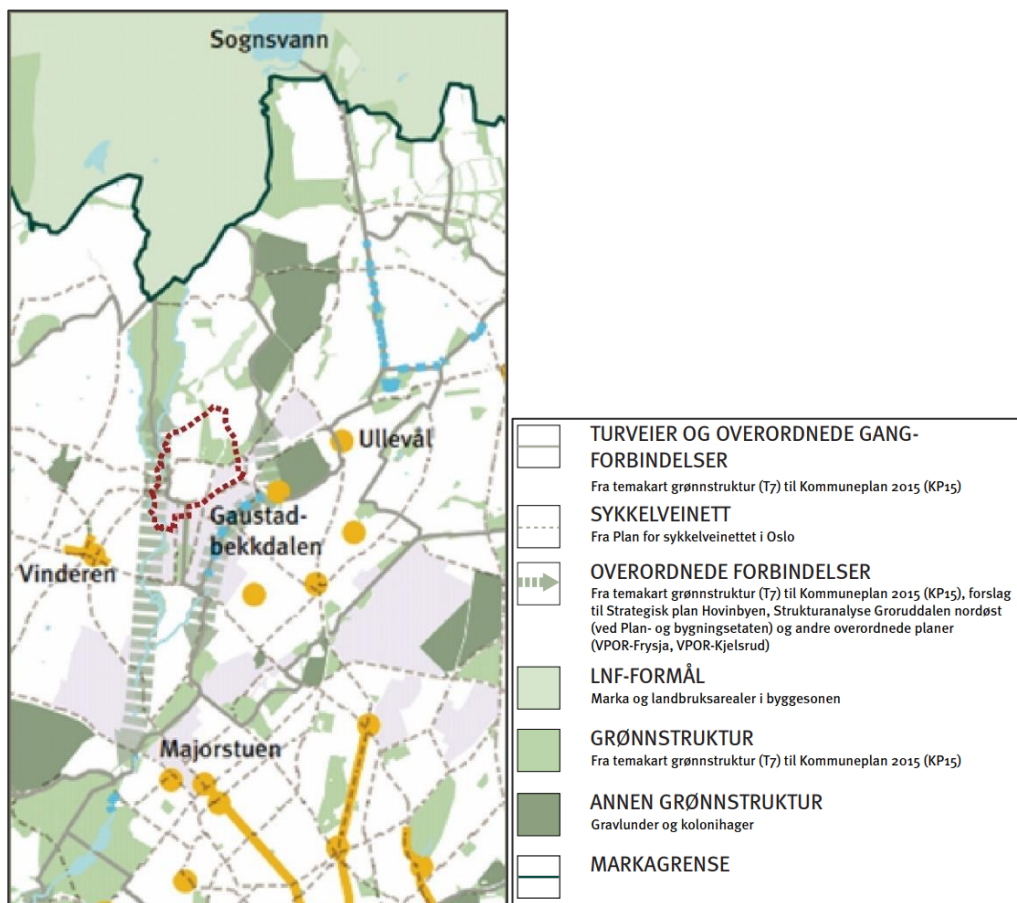 Sognsvann
Ullevål
Gaustad-
bekkdalen
Vinderen
Majorstuen
TURVEIER OG OVERORDNEDE GANG-
FORBINDELSER
Fra temakart grønnstruktur (T7) til Kommuneplan 2015 (KP15)
SYKKELVEINETT
Fra Plan for sykkelveinettet i Oslo
OVERORDNEDE FORBINDELSER
Fra temakart grønnstruktur (T7) til Kommuneplan 2015 (KP15), forslag
til Strategisk plan Hovinbyen, Strukturanalyse Groruddalen nordøst
(ved Plan- og bygningsetaten) og andre overordnede planer
(VPOR-Frysja, VPOR-Kjelsrud)
LNF-FORMÅL
Marka og landbruksarealer i byggesonen
GRØNNSTRUKTUR
Fra temakart grønnstruktur (T7) til Kommuneplan 2015 (KP15)
ANNEN GRØNNSTRUKTUR
Gravlunder og kolonihager
MARKAGRENSE